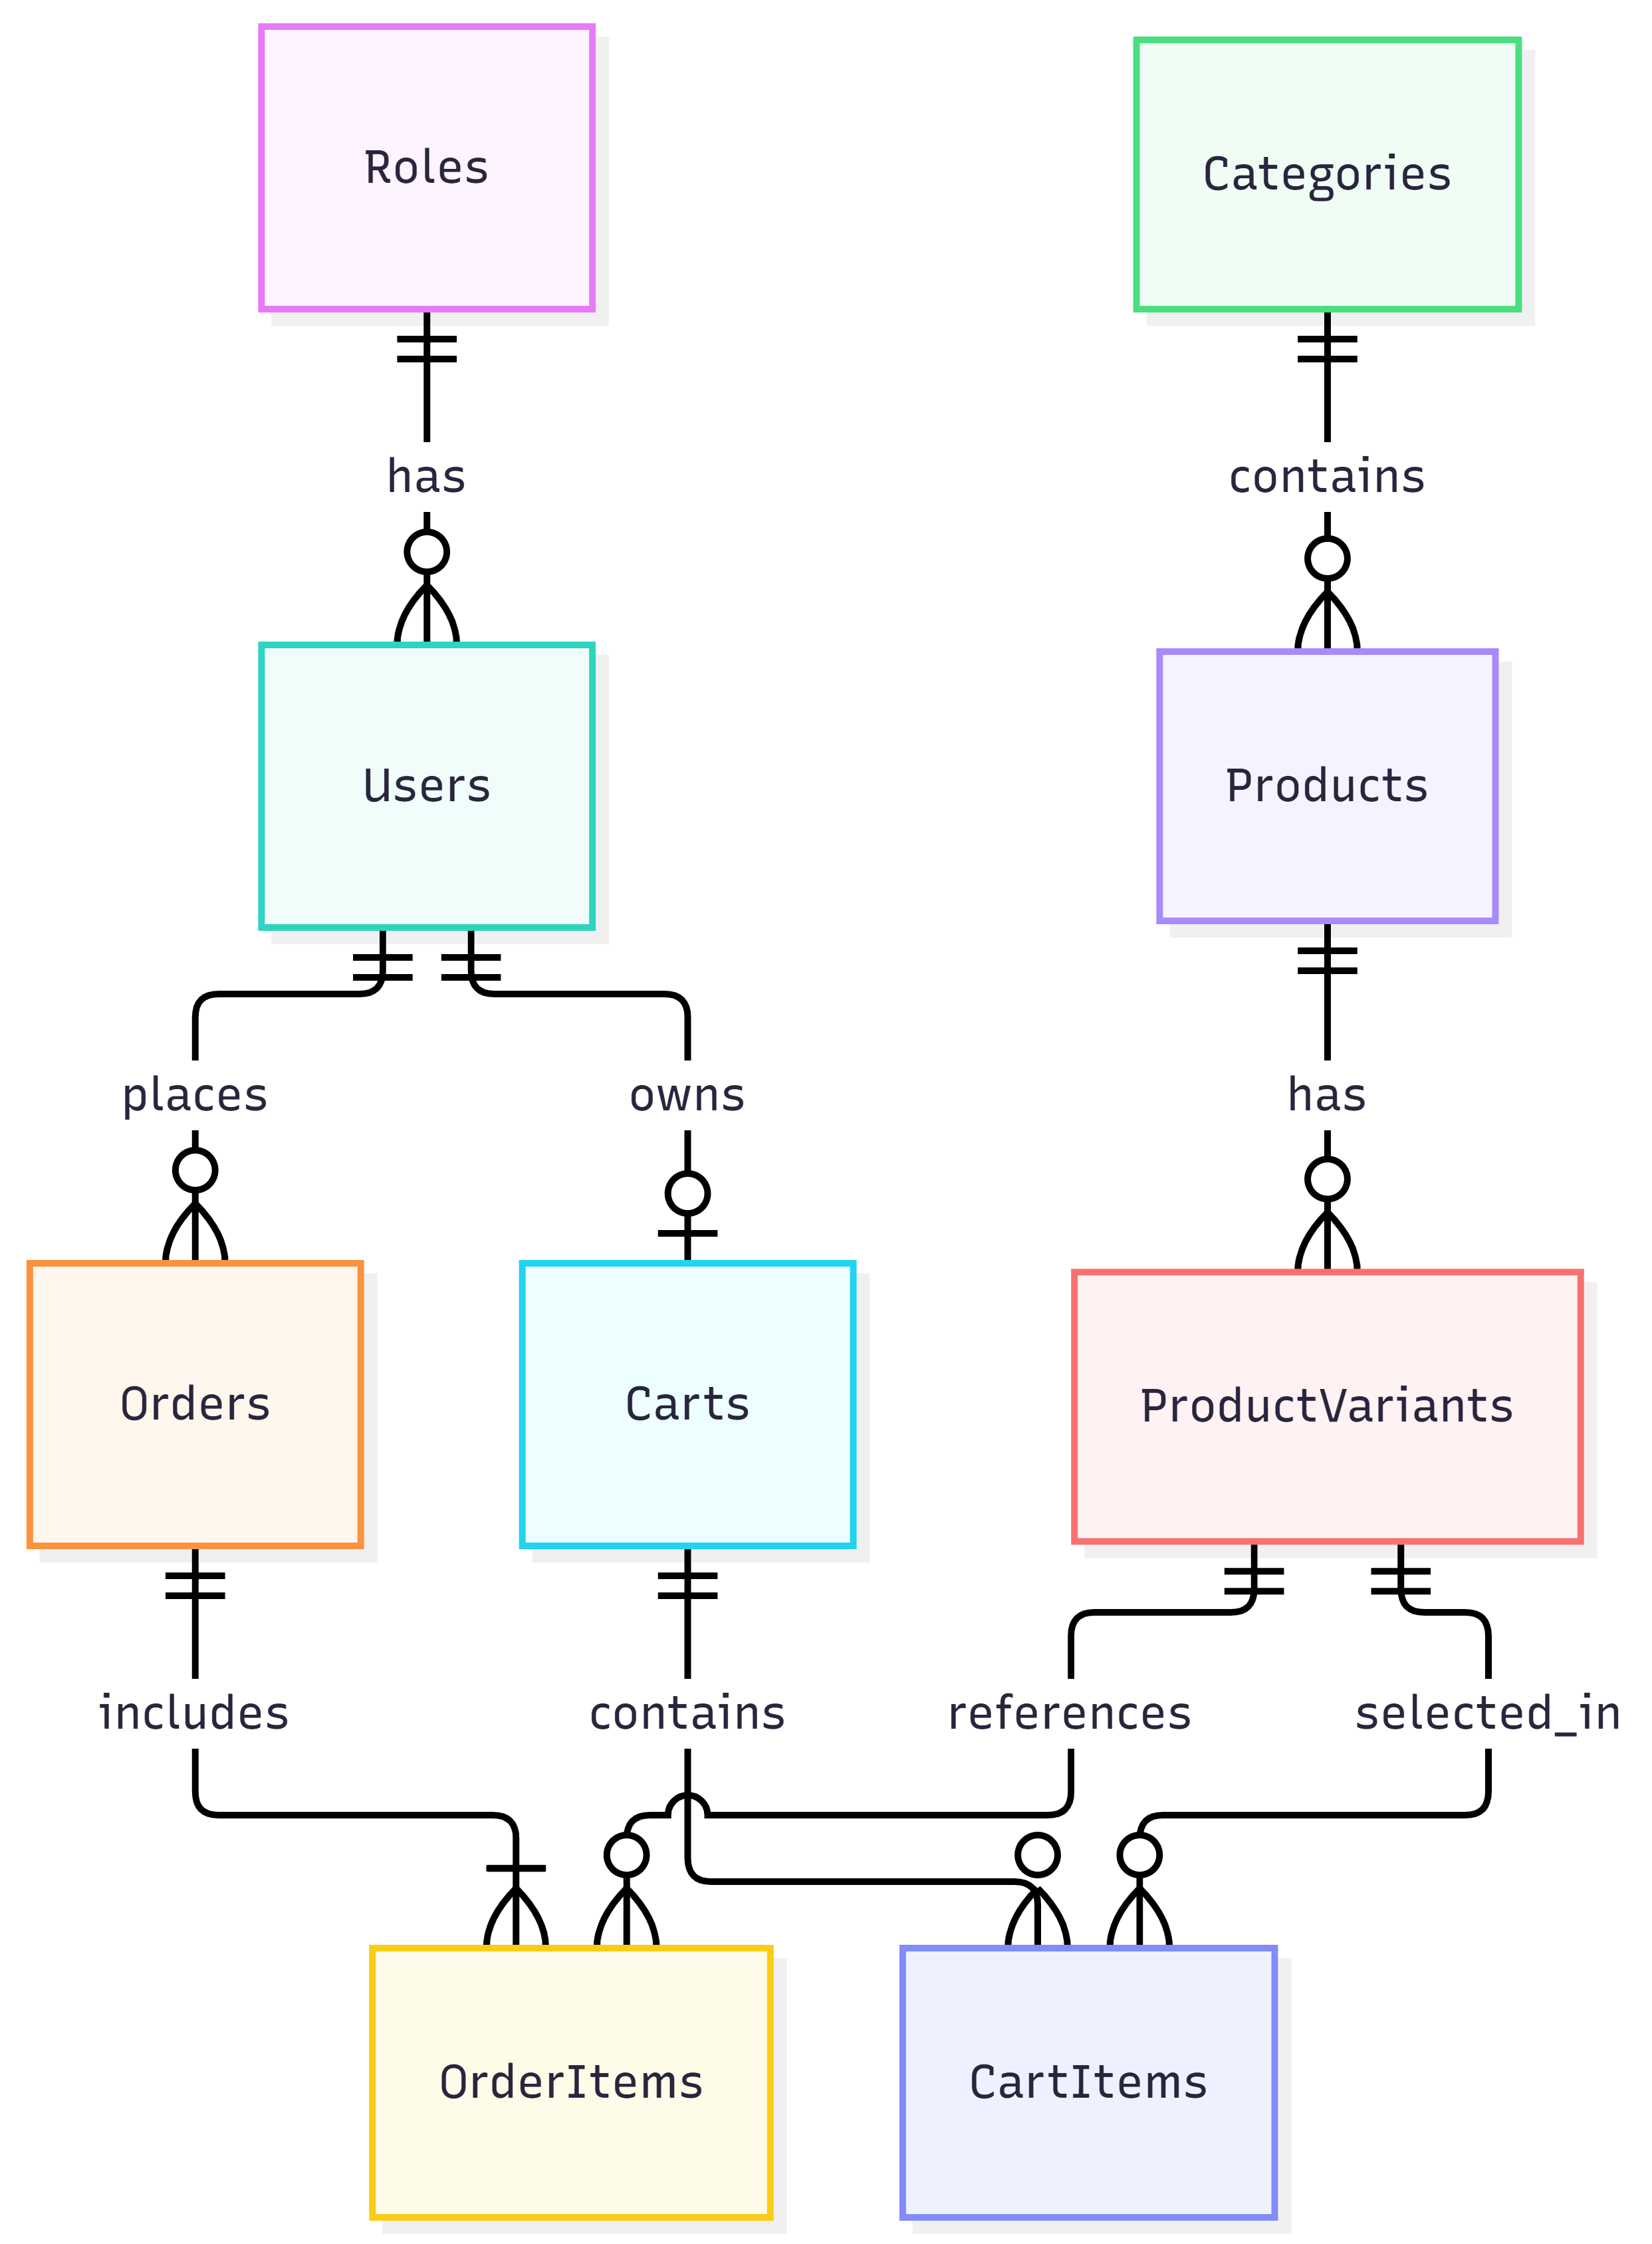 Roles
Categories
has
contains
Users
Products
places
owns
has
Orders
Carts
ProductVariants
includes
contains
references
selected_in
OrderItems
CartItems